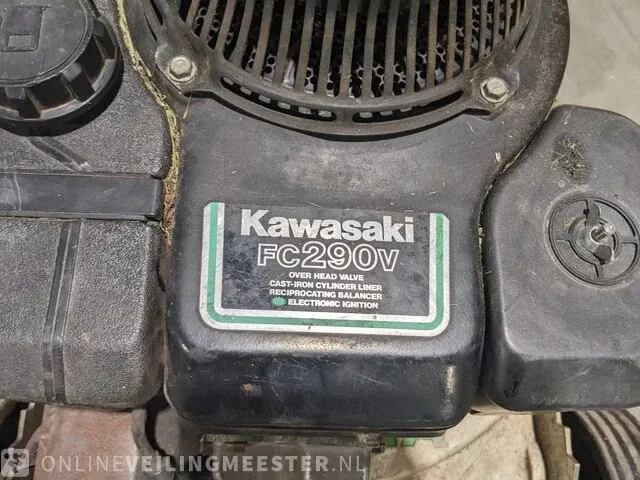 Kawasaki
FC290V
OVER HEAD VALVE
CAST-IRON CYLINDER LINER
RECIPROCATING BALANCER
ELECTRONIC IGNITION
ONLINEVEILINGMEESTER.NL